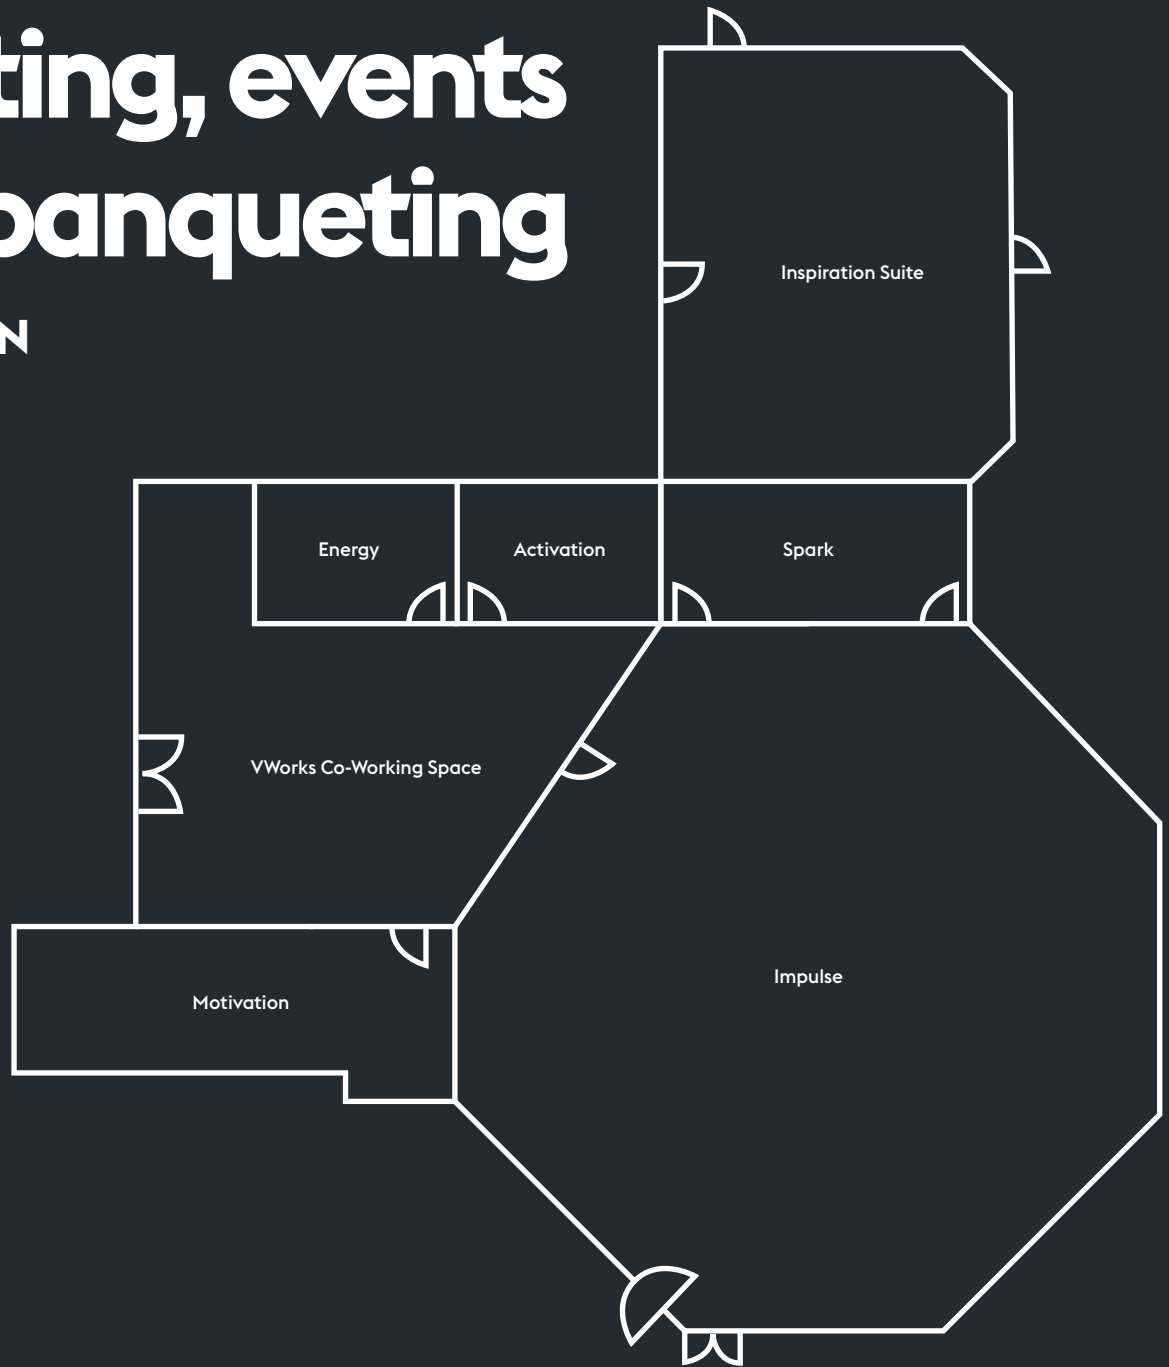 ting, events
banqueting
N
Inspiration Suite
Energy
Activation
Spark
VWorks Co-Working Space
Impulse
Motivation